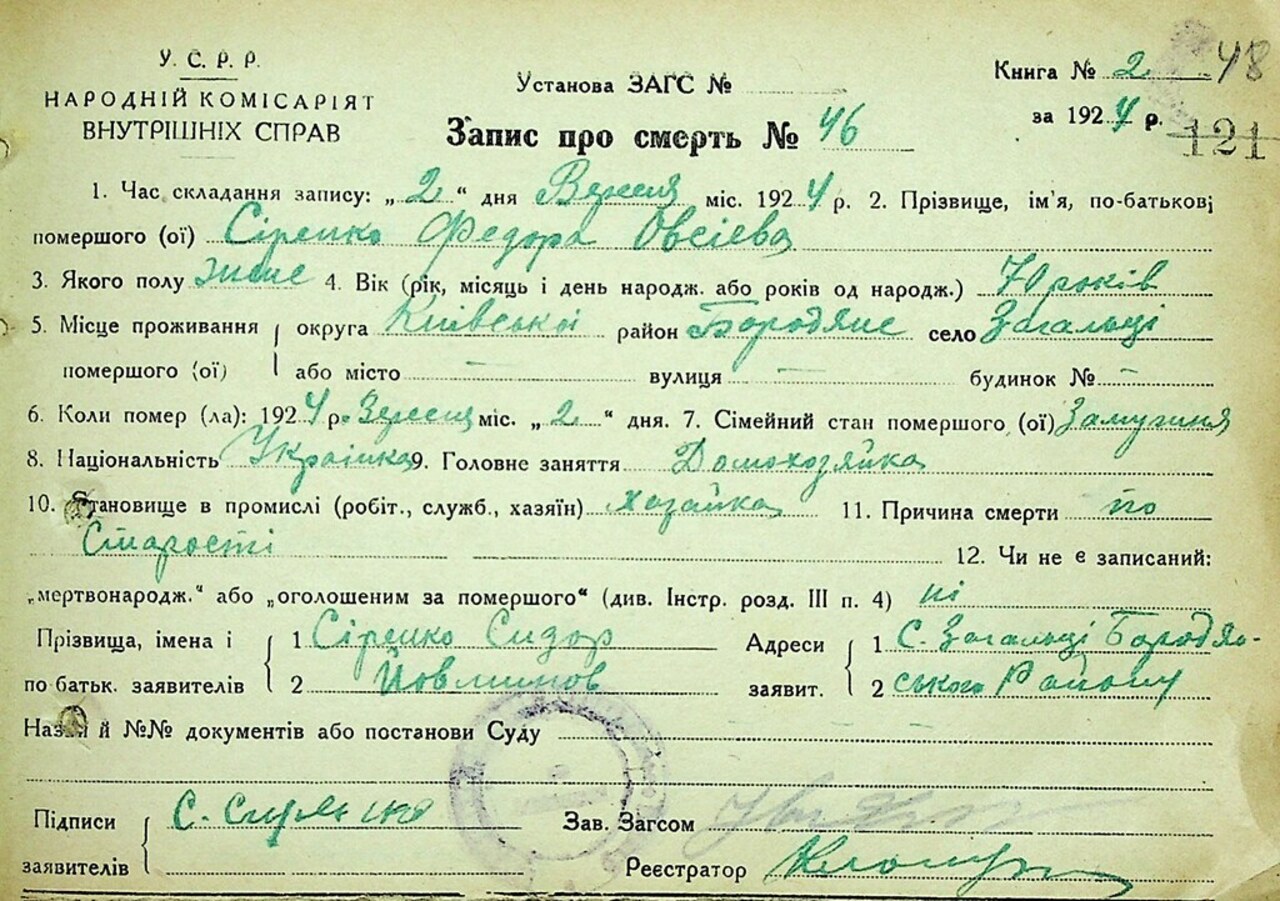 У. С. Р. Р.
НАРОДНІЙ КОМІСАРІЯТ
ВНУТРІШНІХ СПРАВ
Установа ЗАГС №
Запис про смерть № 46
Книга № 2 48
за 1924 р. 121
1. Час складання запису: „2“ дня Вересня міс. 1924 р. 2. Прізвище, ім'я, по-батькові
помершого (ої) Сіренко Федора Овсієва
3. Якого полу 4. Вік (рік, місяць і день народж. або років од народж.) 70 років
5. Місце проживання округа Київської район Бородянс село Загальці
помершого (ої) або місто — вулиця — будинок № —
6. Коли помер (ла): 1924 р. Вересня міс. „2“ дня. 7. Сімейний стан помершого (ої) Замужня
8. Національність Українка 9. Головне заняття Домохозяйка
10. Становище в промислі (робіт., служб., хазяїн) хазайка 11. Причина смерти по
Старості 12. Чи не є записаний:
„мертвонародж.“ або „оголошеним за помершого“ (див. Інстр. розд. III п. 4) ні
Прізвища, імена і 1 Сіренко Сидор Адреси 1 С. Загальці Бородян-
по батьк. заявителів 2 заявит. 2 ського Району
Назви й №№ документів або постанови Суду
Підписи С. Сіренко Зав. Загсом
заявителів Реєстратор